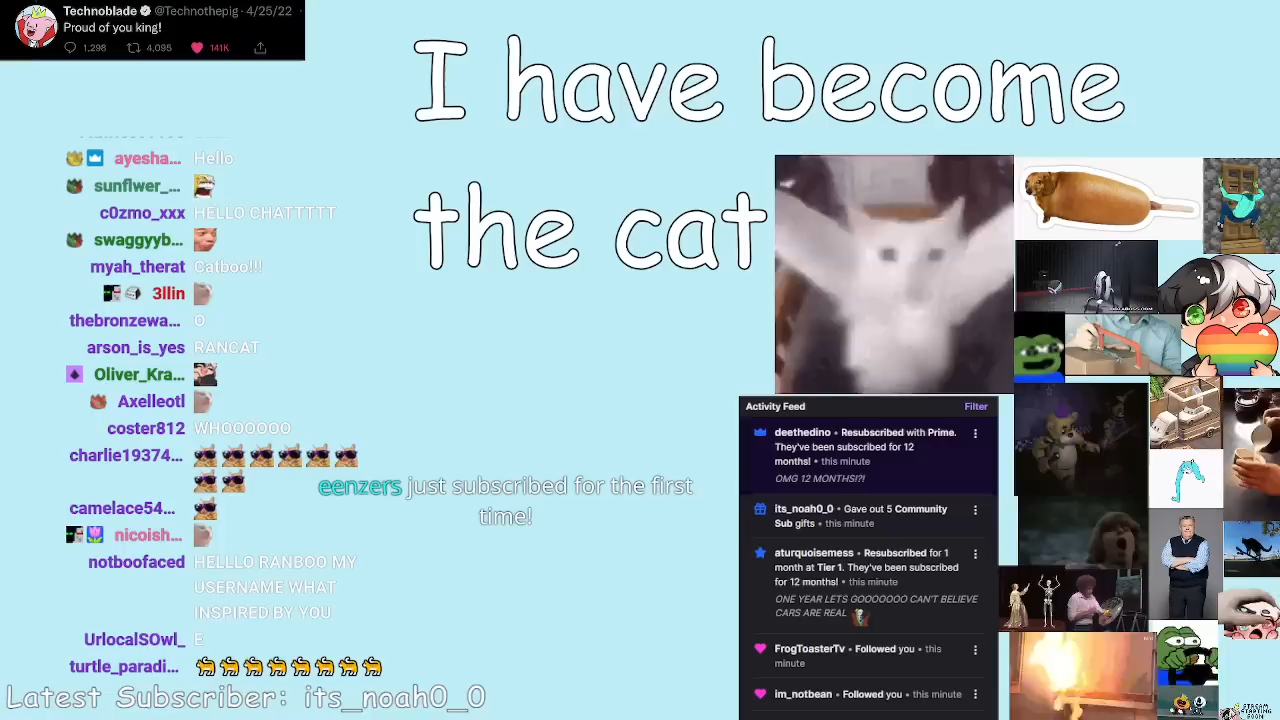 Technoblade @Technothepig · 4/25/22
Proud of you king!
1,298 4,095 141K
I have become
the cat
ayesha... Hello
sunflwer_...
c0zmo_xxx HELLO CHATTTTT
swaggyyb...
myah_therat Catboo!!!
3llin
thebronzewa... O
arson_is_yes RANCAT
Oliver_Kra...
Axelleotl
coster812 WHOOOOOO
charlie19374...
camelace54...
nicoish...
notboofaced HELLLO RANBOO MY
USERNAME WHAT
INSPIRED BY YOU
UrlocalSOwl_ E
turtle_paradi...
Latest Subscriber: its_noah0_0
eenzers just subscribed for the first
time!
Activity Feed Filter
deethedino • Resubscribed with Prime.
They've been subscribed for 12
months! • this minute
OMG 12 MONTHS!?!
its_noah0_0 • Gave out 5 Community
Sub gifts • this minute
aturquoisemess • Resubscribed for 1
month at Tier 1. They've been subscribed
for 12 months! • this minute
ONE YEAR LETS GOOOOOOO CAN'T BELIEVE
CARS ARE REAL
FrogToasterTv • Followed you • this
minute
im_notbean • Followed you • this minute
STREAM
STARTING
SOON